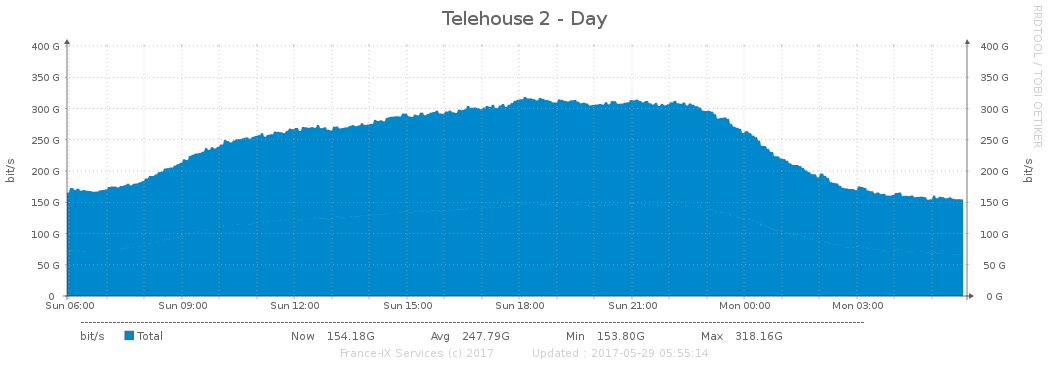 Telehouse 2 - Day
RRDTOOL / TOBI OETIKER
400 G 400 G
350 G 350 G
300 G 300 G
250 G 250 G
200 G 200 G
150 G 150 G
100 G 100 G
50 G 50 G
0 0 G
bit/s bit/s
Sun 06:00 Sun 09:00 Sun 12:00 Sun 15:00 Sun 18:00 Sun 21:00 Mon 00:00 Mon 03:00
bit/s Total Now 154.18G Avg 247.79G Min 153.80G Max 318.16G
France-IX Services (c) 2017 Updated : 2017-05-29 05:55:14